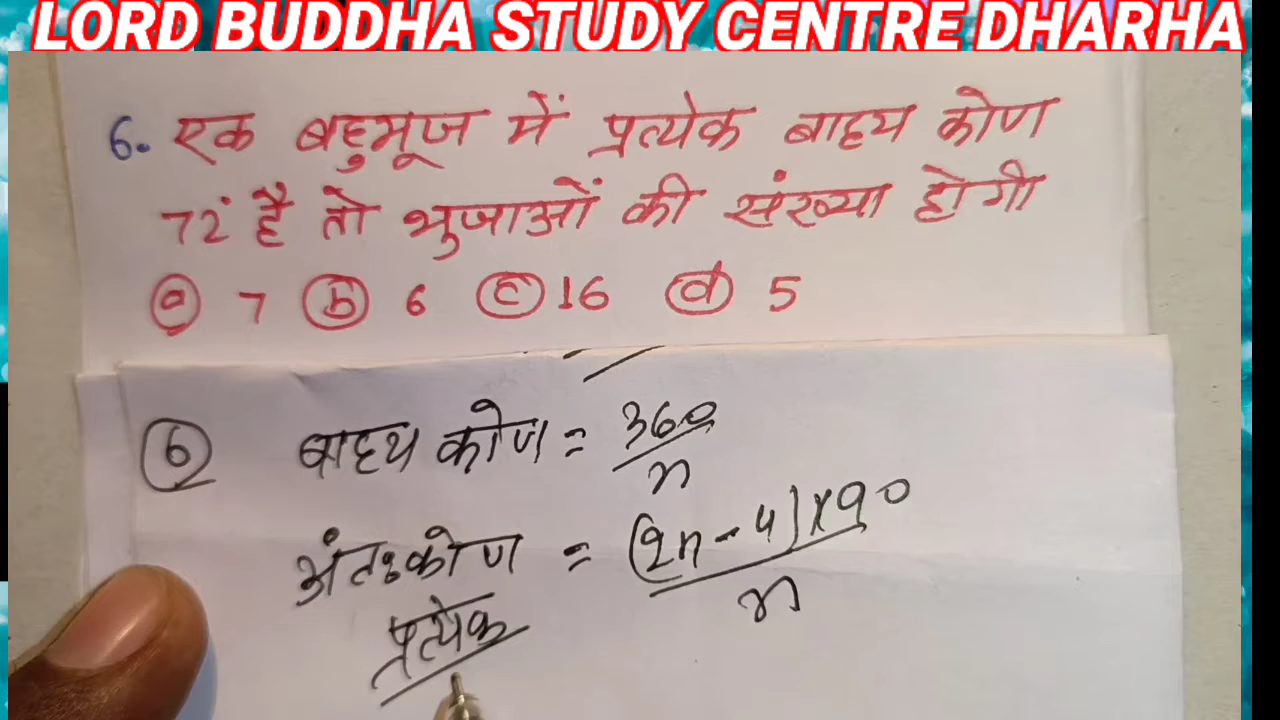 LORD BUDDHA STUDY CENTRE DHARHA
6. एक बहुभूज में प्रत्येक बाह्य कोण
72° है तो भुजाओं की संख्या होगी
(a) 7 (b) 6 (c) 16 (d) 5
(6) बाह्य कोण = 360/n
अंतःकोण = (2n-4)×90/n
प्रत्येक